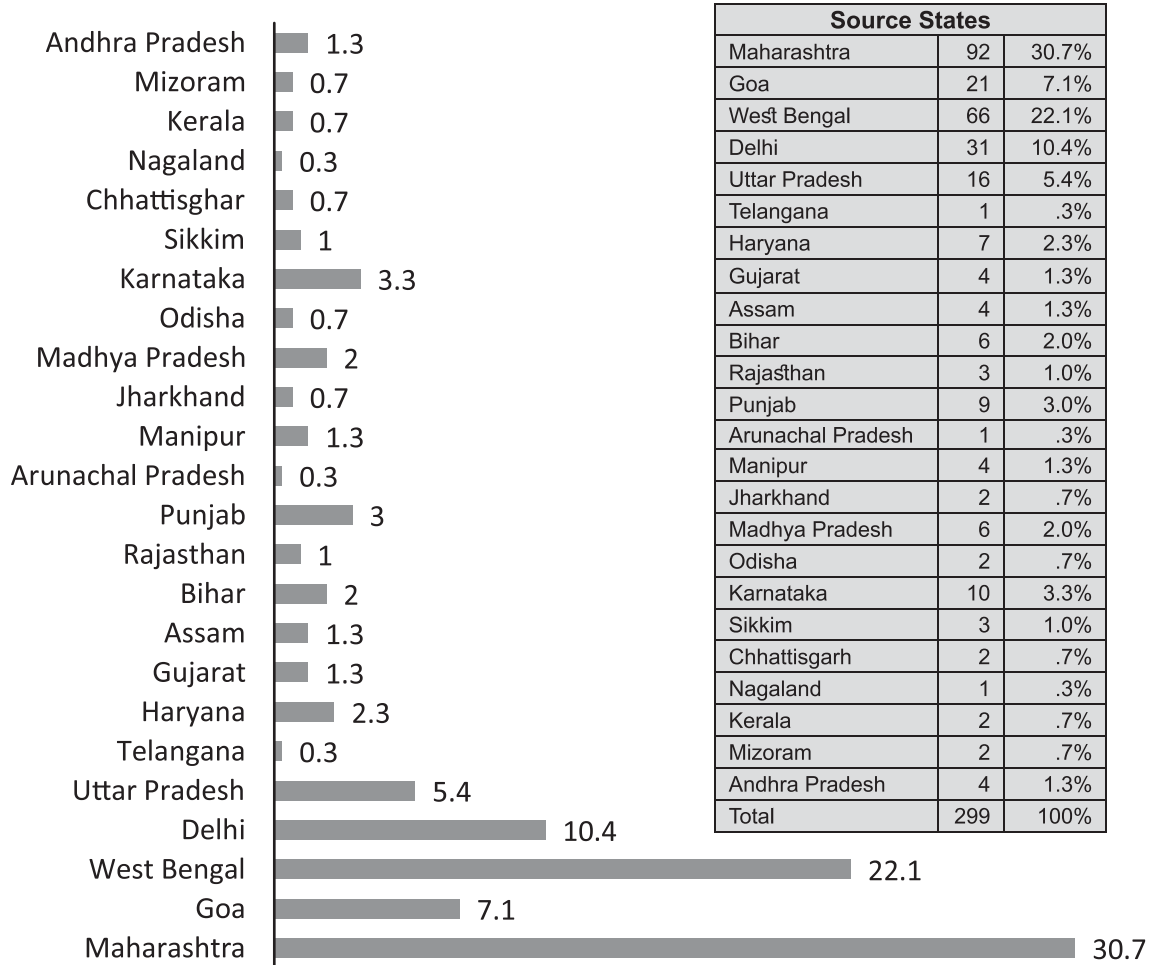 Andhra Pradesh 1.3
Mizoram 0.7
Kerala 0.7
Nagaland 0.3
Chhattisghar 0.7
Sikkim 1
Karnataka 3.3
Odisha 0.7
Madhya Pradesh 2
Jharkhand 0.7
Manipur 1.3
Arunachal Pradesh 0.3
Punjab 3
Rajasthan 1
Bihar 2
Assam 1.3
Gujarat 1.3
Haryana 2.3
Telangana 0.3
Uttar Pradesh 5.4
Delhi 10.4
West Bengal 22.1
Goa 7.1
Maharashtra 30.7
Source States
Maharashtra 92 30.7%
Goa 21 7.1%
West Bengal 66 22.1%
Delhi 31 10.4%
Uttar Pradesh 16 5.4%
Telangana 1 .3%
Haryana 7 2.3%
Gujarat 4 1.3%
Assam 4 1.3%
Bihar 6 2.0%
Rajasthan 3 1.0%
Punjab 9 3.0%
Arunachal Pradesh 1 .3%
Manipur 4 1.3%
Jharkhand 2 .7%
Madhya Pradesh 6 2.0%
Odisha 2 .7%
Karnataka 10 3.3%
Sikkim 3 1.0%
Chhattisgarh 2 .7%
Nagaland 1 .3%
Kerala 2 .7%
Mizoram 2 .7%
Andhra Pradesh 4 1.3%
Total 299 100%